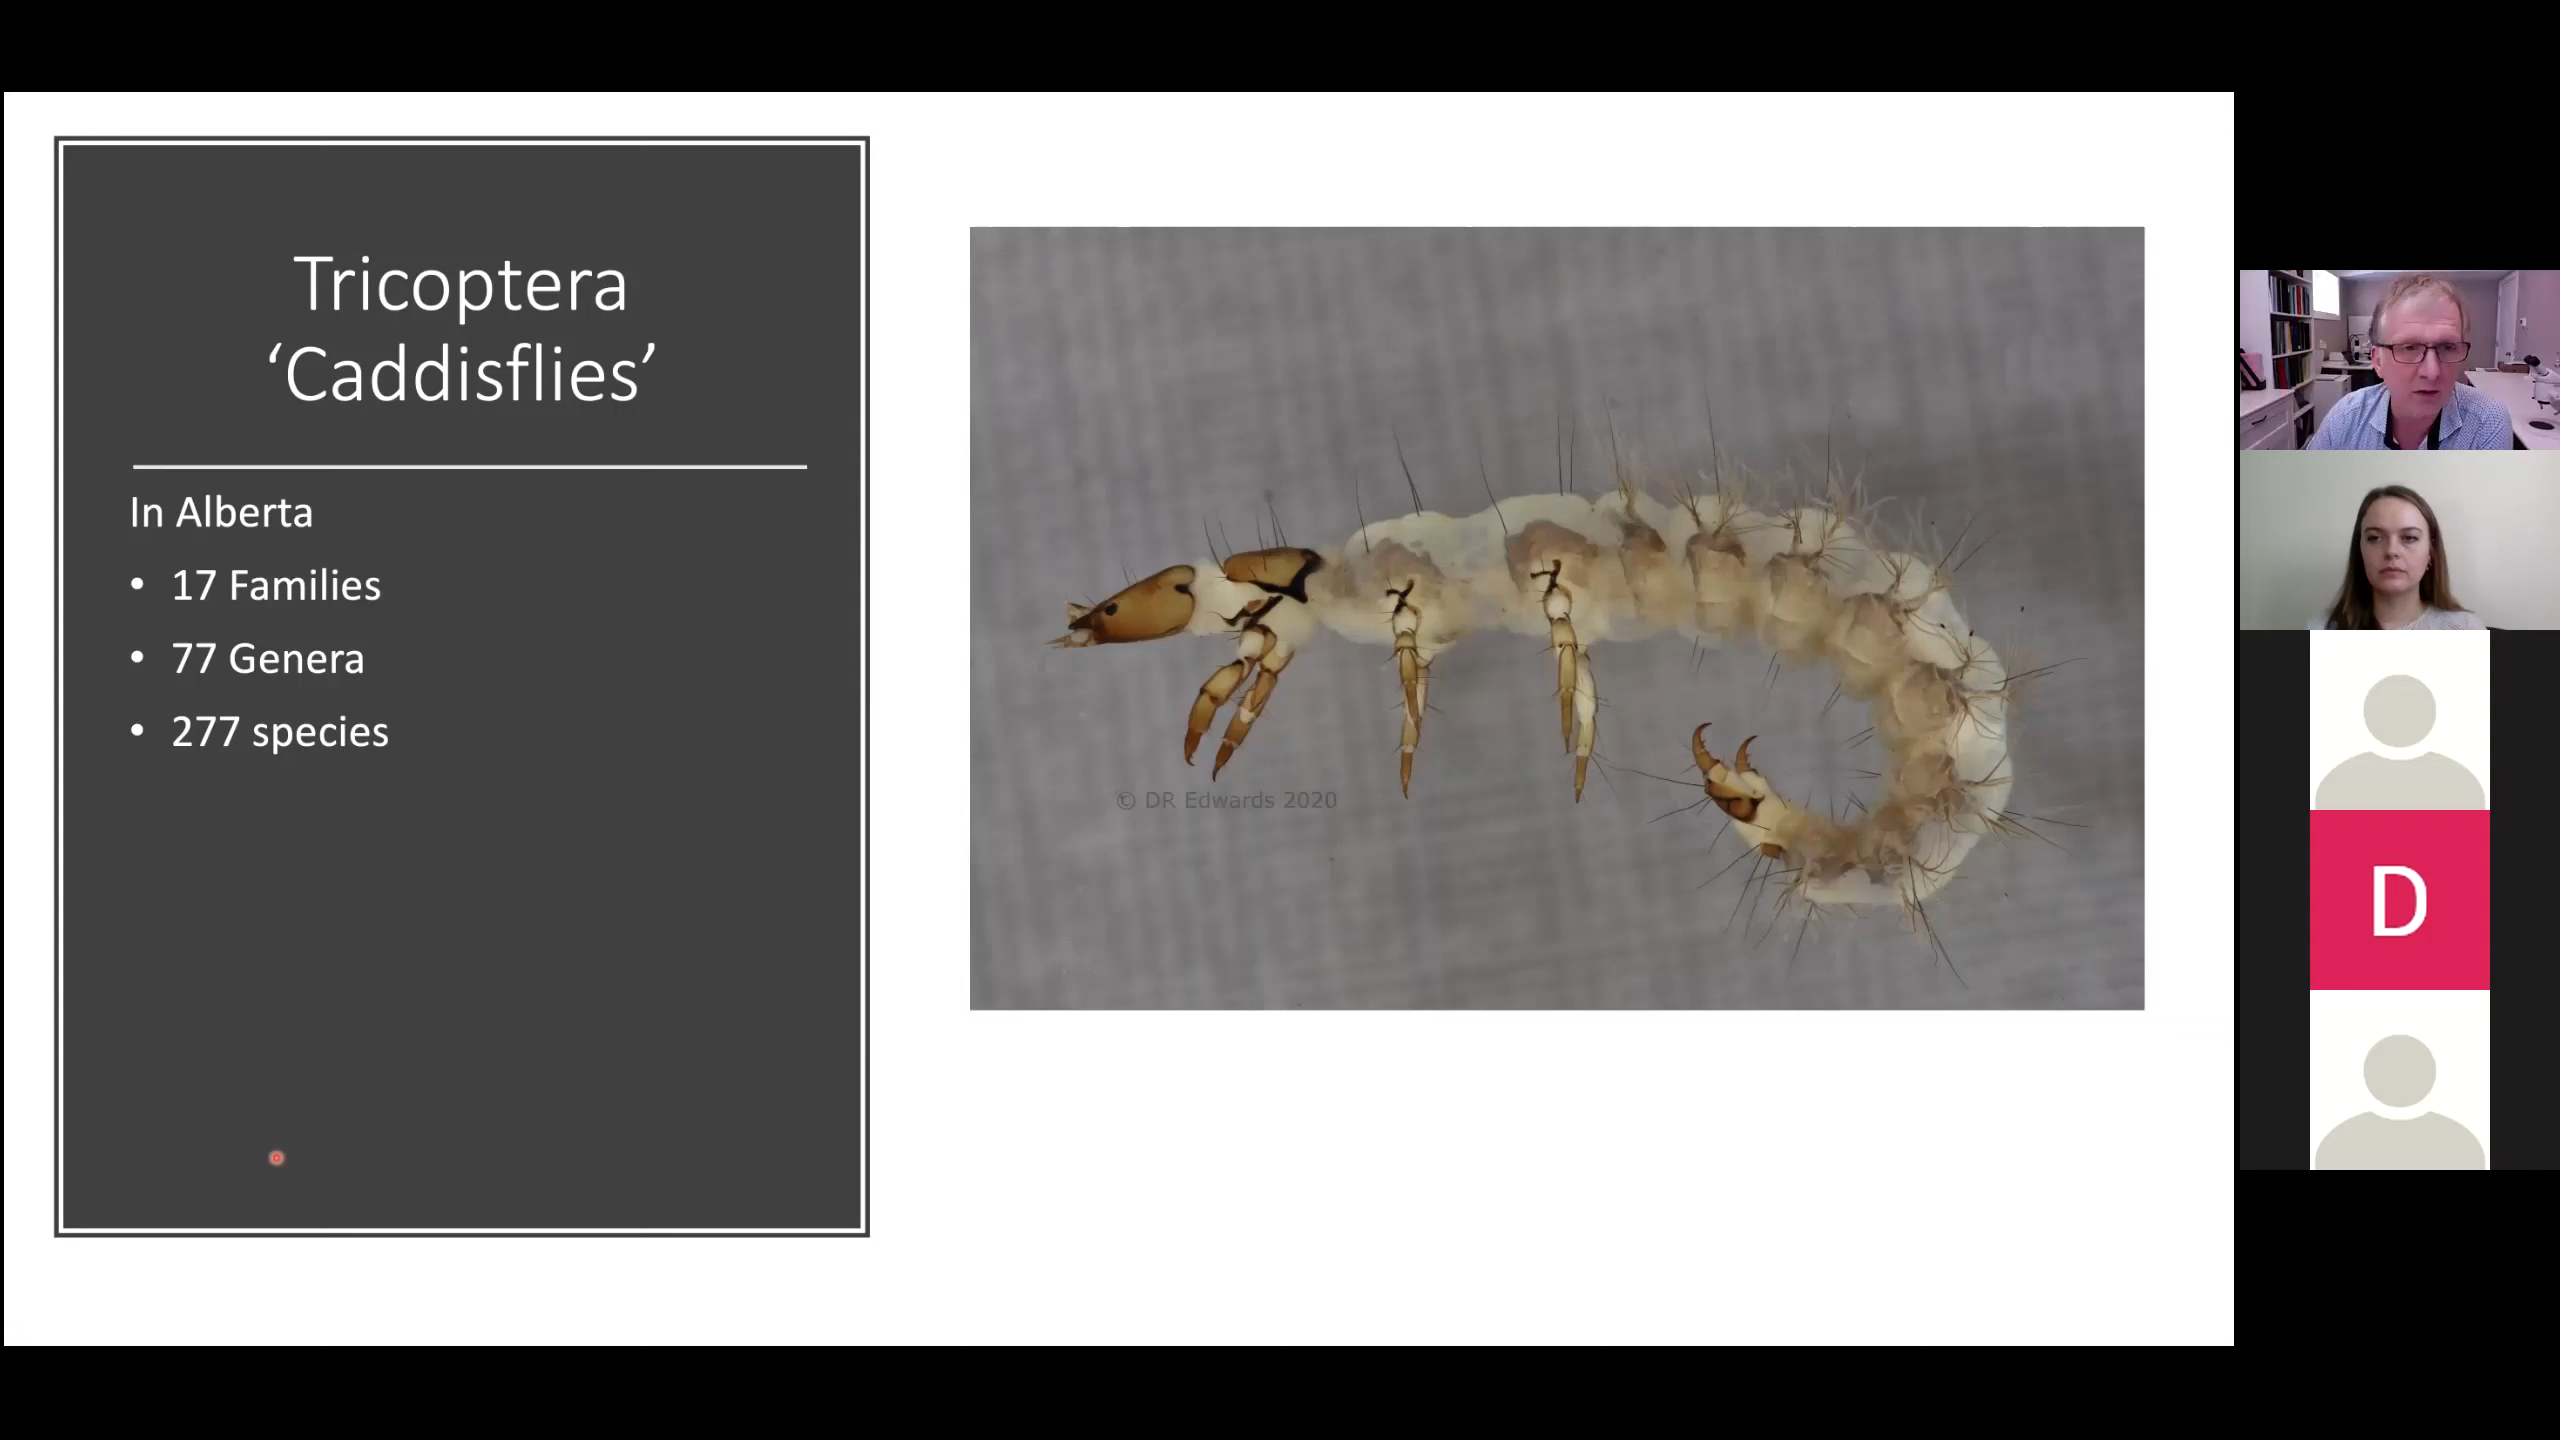 Tricoptera
‘Caddisflies’
In Alberta
• 17 Families
• 77 Genera
• 277 species
© DR Edwards 2020
D